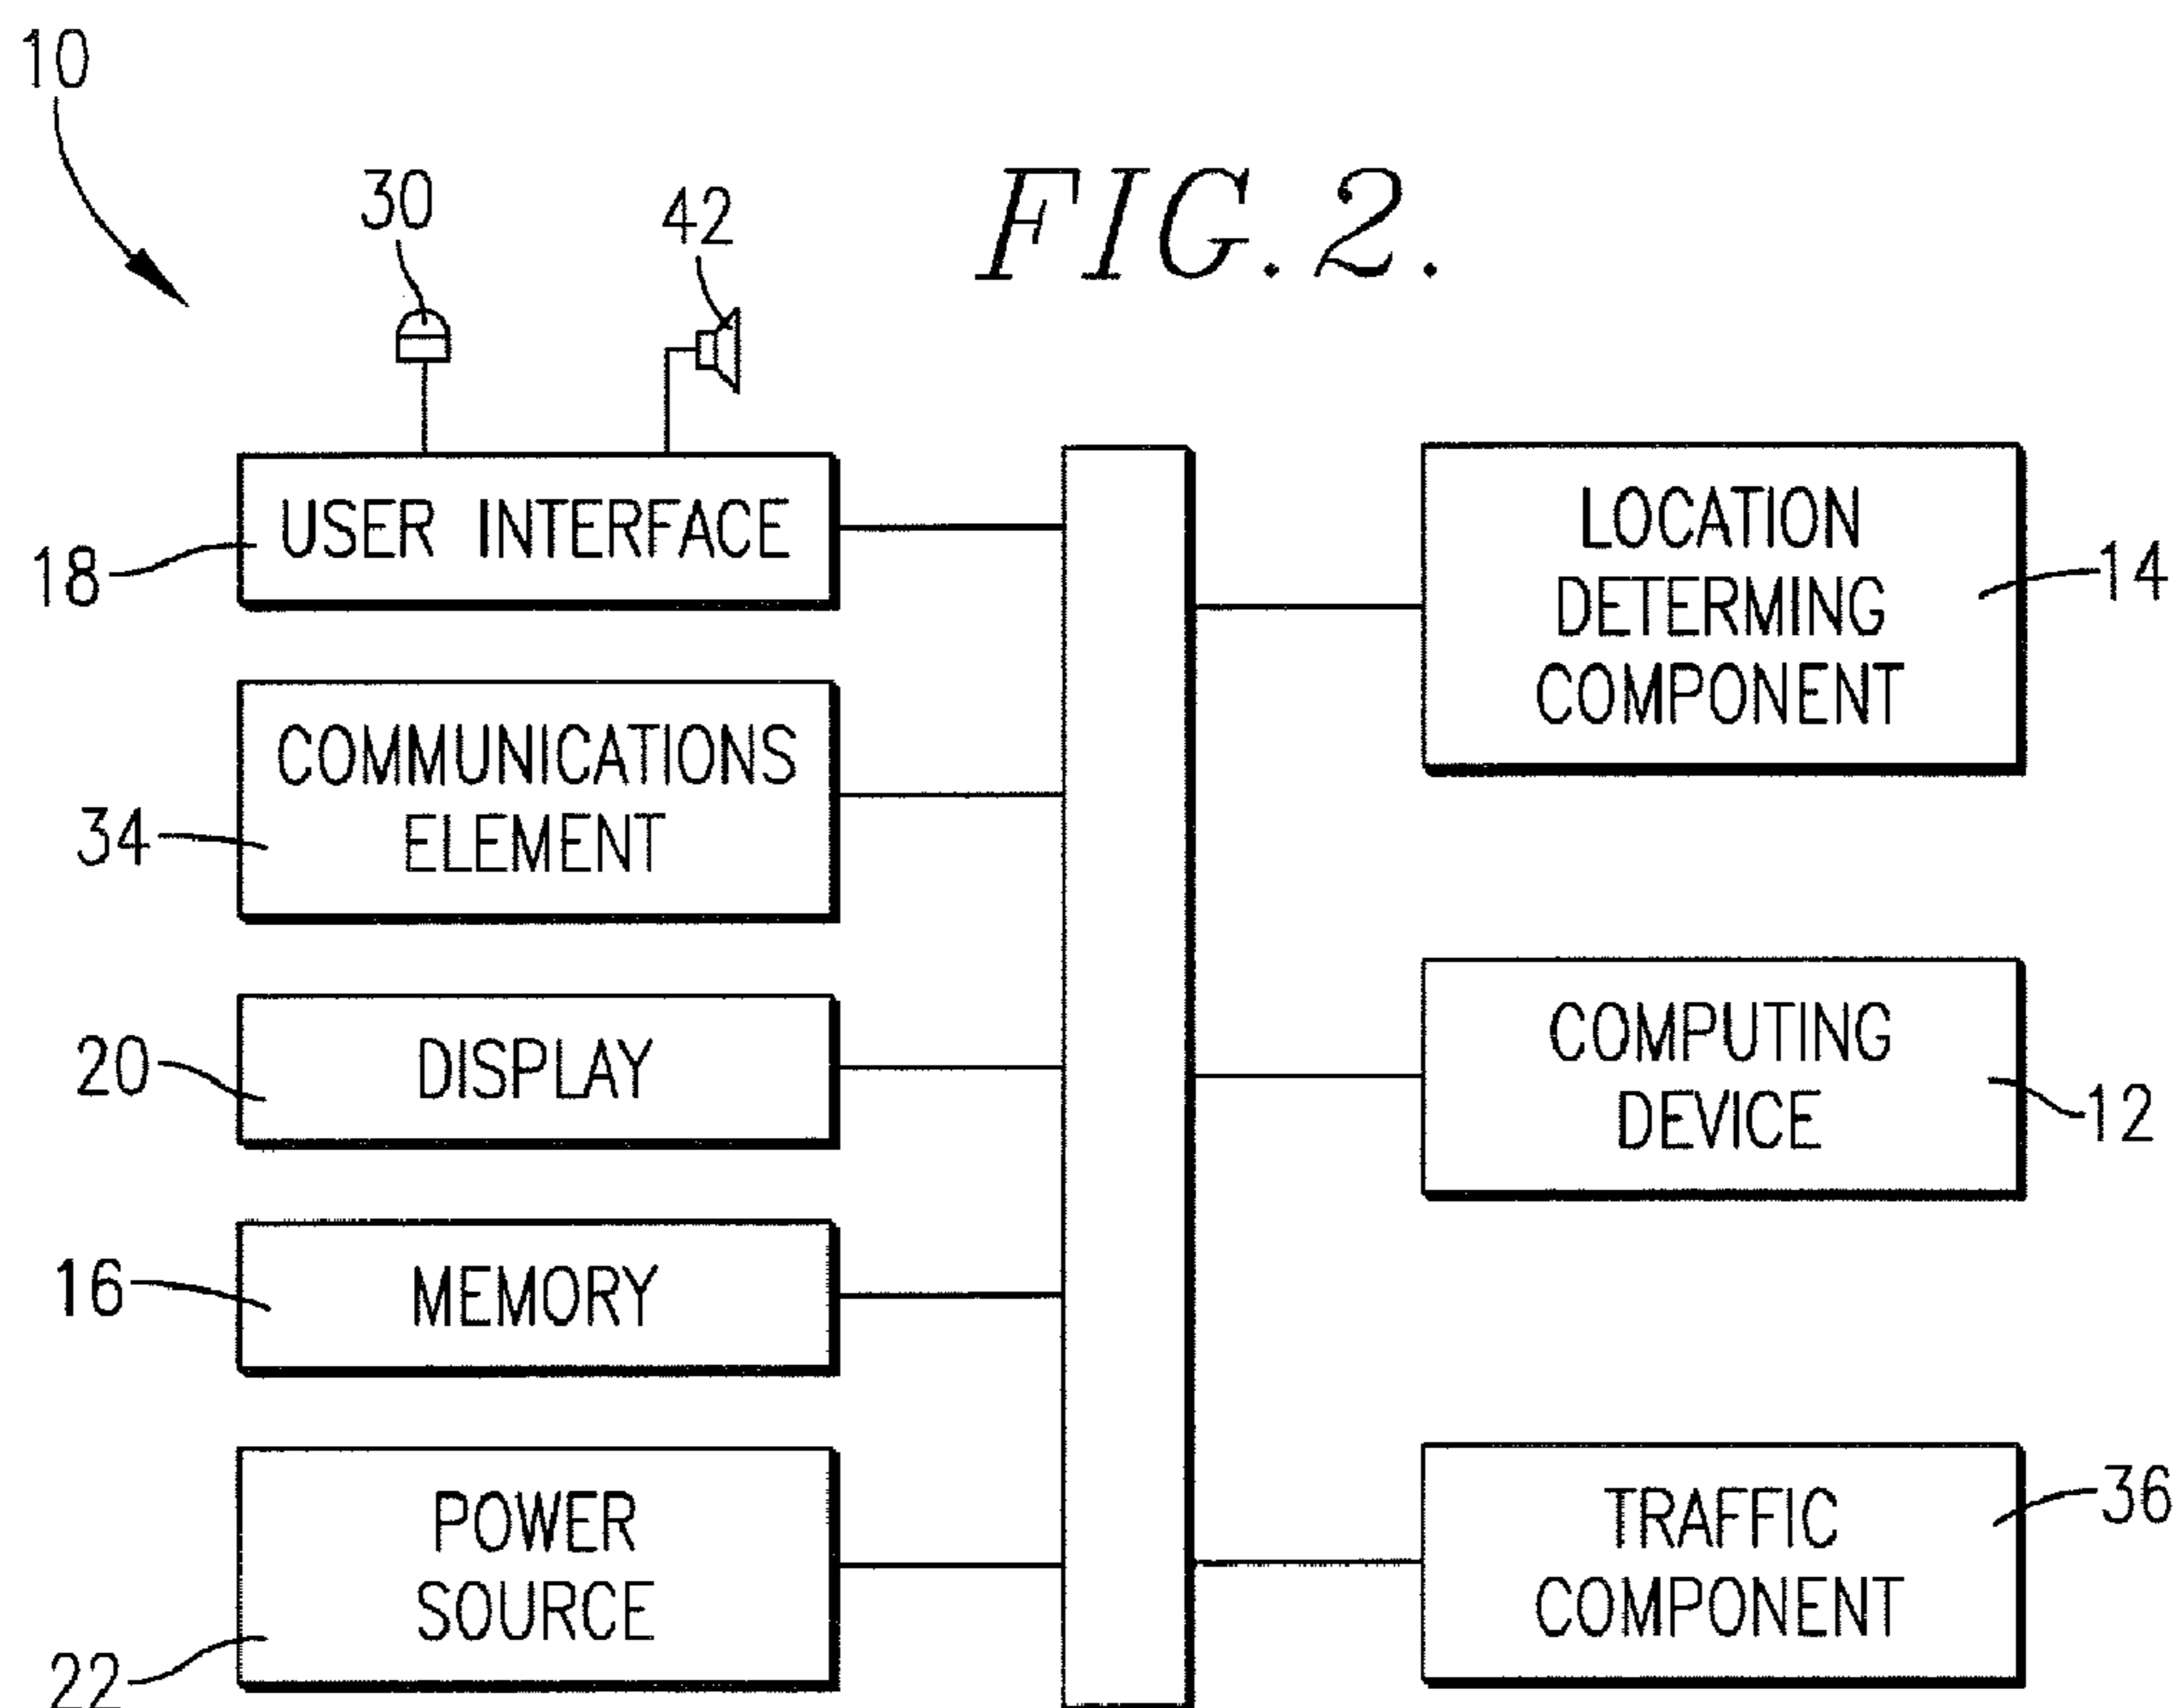 10
FIG. 2.
30
42
USER INTERFACE
18
COMMUNICATIONS
ELEMENT
34
DISPLAY
20
MEMORY
16
POWER
SOURCE
22
LOCATION
DETERMING
COMPONENT
14
COMPUTING
DEVICE
12
TRAFFIC
COMPONENT
36